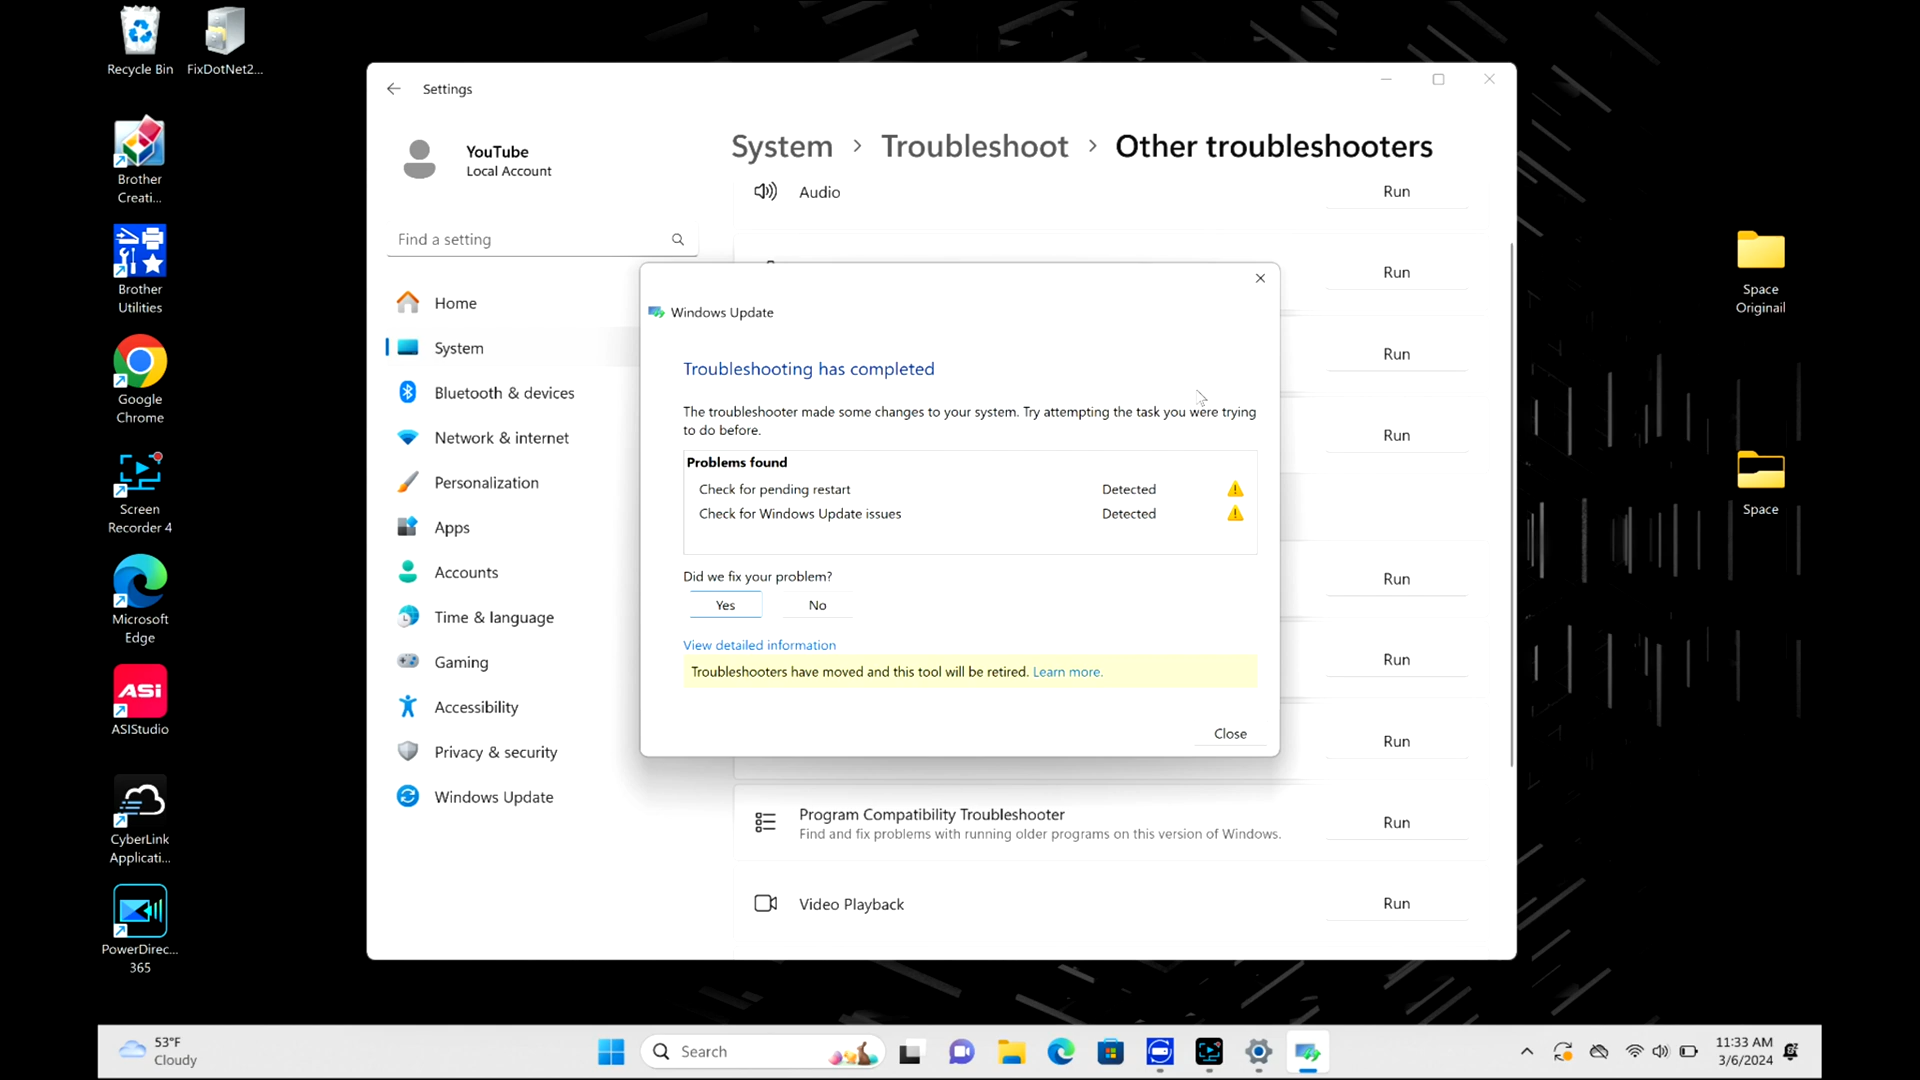 Recycle Bin
FixDotNet2...
Brother
Creati...
Brother
Utilities
Google
Chrome
Screen
Recorder 4
Microsoft
Edge
ASi
ASIStudio
CyberLink
Applicati...
PowerDirec...
365
Settings
YouTube
Local Account
Find a setting
Home
System
Bluetooth & devices
Network & internet
Personalization
Apps
Accounts
Time & language
Gaming
Accessibility
Privacy & security
Windows Update
System > Troubleshoot > Other troubleshooters
Audio Run
Run
Run
Run
Run
Run
Run
Windows Update
Troubleshooting has completed
The troubleshooter made some changes to your system. Try attempting the task you were trying
to do before.
Problems found
Check for pending restart Detected
Check for Windows Update issues Detected
Did we fix your problem?
Yes No
View detailed information
Troubleshooters have moved and this tool will be retired. Learn more.
Close
Program Compatibility Troubleshooter Run
Find and fix problems with running older programs on this version of Windows.
Video Playback Run
Space
Originail
Space
53°F
Cloudy
Search
11:33 AM
3/6/2024